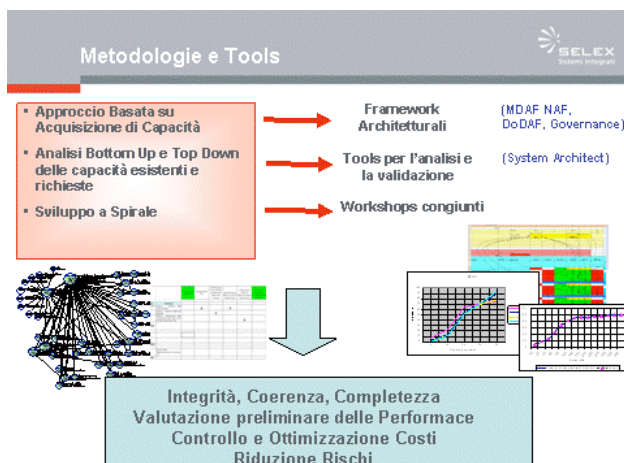 Metodologie e Tools
SELEX
Sistemi Integrati
▪ Approccio Basata su
Acquisizione di Capacità
▪ Analisi Bottom Up e Top Down
delle capacità esistenti e
richieste
▪ Sviluppo a Spirale
Framework
Architetturali
(MDAF NAF,
DoDAF, Governance)
Tools per l'analisi e
la validazione
(System Architect)
Workshops congiunti
Integrità, Coerenza, Completezza
Valutazione preliminare delle Performace
Controllo e Ottimizzazione Costi
Riduzione Rischi